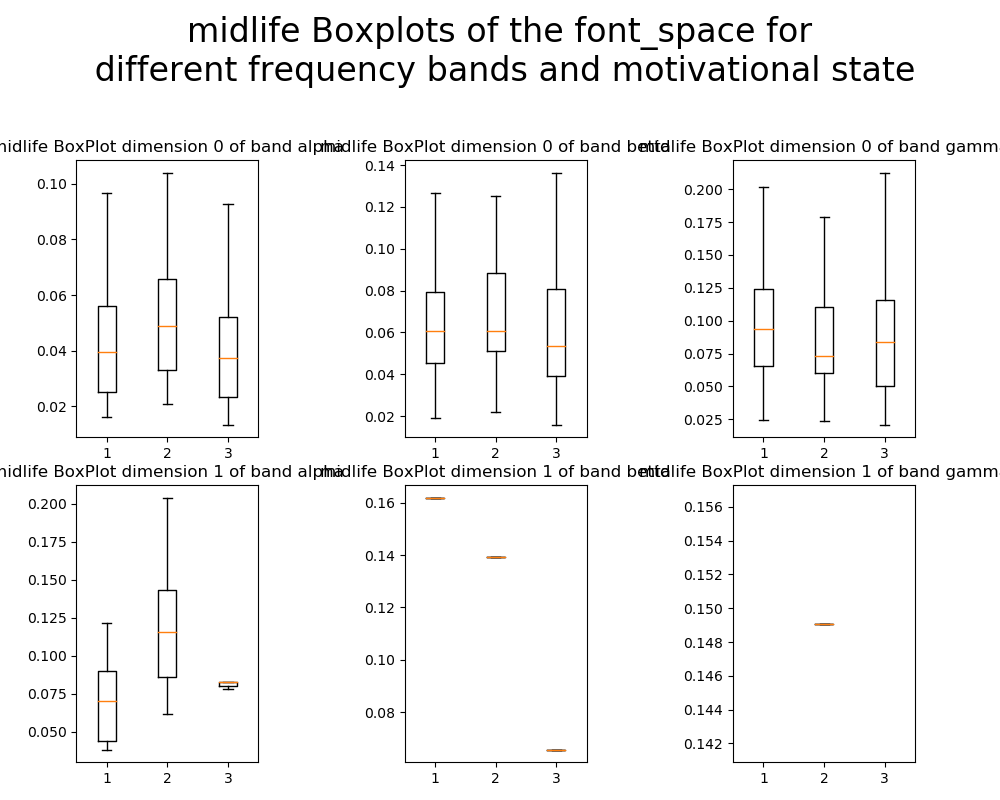 midlife Boxplots of the font_space for
different frequency bands and motivational state
midlife BoxPlot dimension 0 of band alpha
midlife BoxPlot dimension 0 of band betta
midlife BoxPlot dimension 0 of band gamma
0.10
0.08
0.06
0.04
0.02
1 2 3
0.14
0.12
0.10
0.08
0.06
0.04
0.02
1 2 3
0.200
0.175
0.150
0.125
0.100
0.075
0.050
0.025
1 2 3
midlife BoxPlot dimension 1 of band alpha
midlife BoxPlot dimension 1 of band betta
midlife BoxPlot dimension 1 of band gamma
0.200
0.175
0.150
0.125
0.100
0.075
0.050
1 2 3
0.16
0.14
0.12
0.10
0.08
1 2 3
0.156
0.154
0.152
0.150
0.148
0.146
0.144
0.142
1 2 3